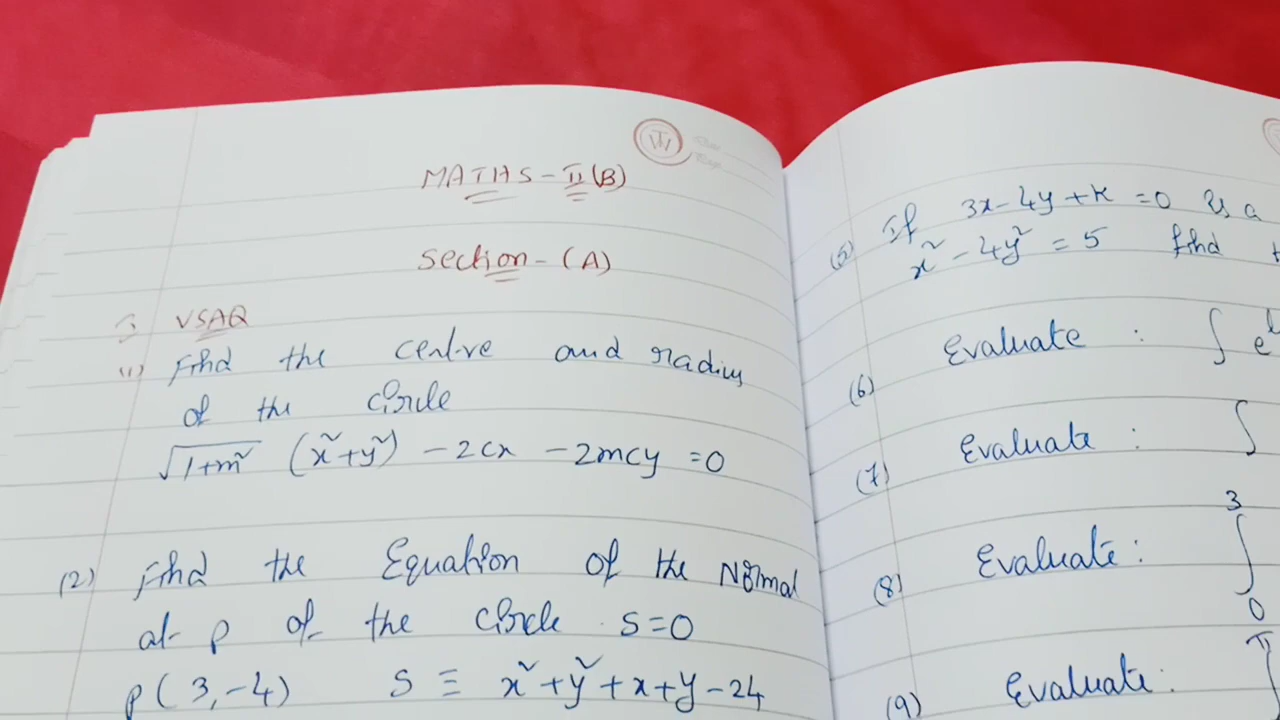 MATHS - II (B)
Section - (A)
I VSAQ
(1) Find the centre and radius
of the circle
√1+m² (x²+y²) - 2cx - 2mcy = 0
(2) Find the Equation of the Normal
at P of the circle S=0
P(3,-4) S ≡ x²+y²+x+y-24
(5) If 3x-4y+k =0 is a
x² - 4y² = 5 find
(6) Evaluate : ∫ e
(7) Evaluate : ∫
(8) Evaluate : ∫ 3 0
(9) Evaluate : ∫ π